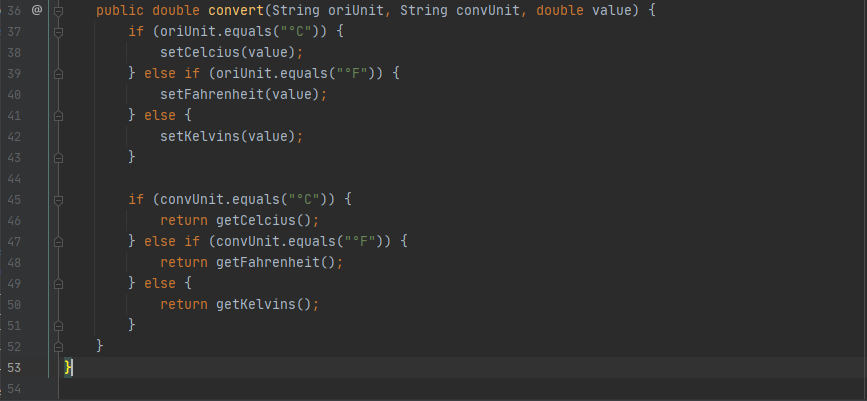 36 @ public double convert(String oriUnit, String convUnit, double value) {
37 if (oriUnit.equals("°C")) {
38 setCelcius(value);
39 } else if (oriUnit.equals("°F")) {
40 setFahrenheit(value);
41 } else {
42 setKelvins(value);
43 }
44
45 if (convUnit.equals("°C")) {
46 return getCelcius();
47 } else if (convUnit.equals("°F")) {
48 return getFahrenheit();
49 } else {
50 return getKelvins();
51 }
52 }
53 }
54